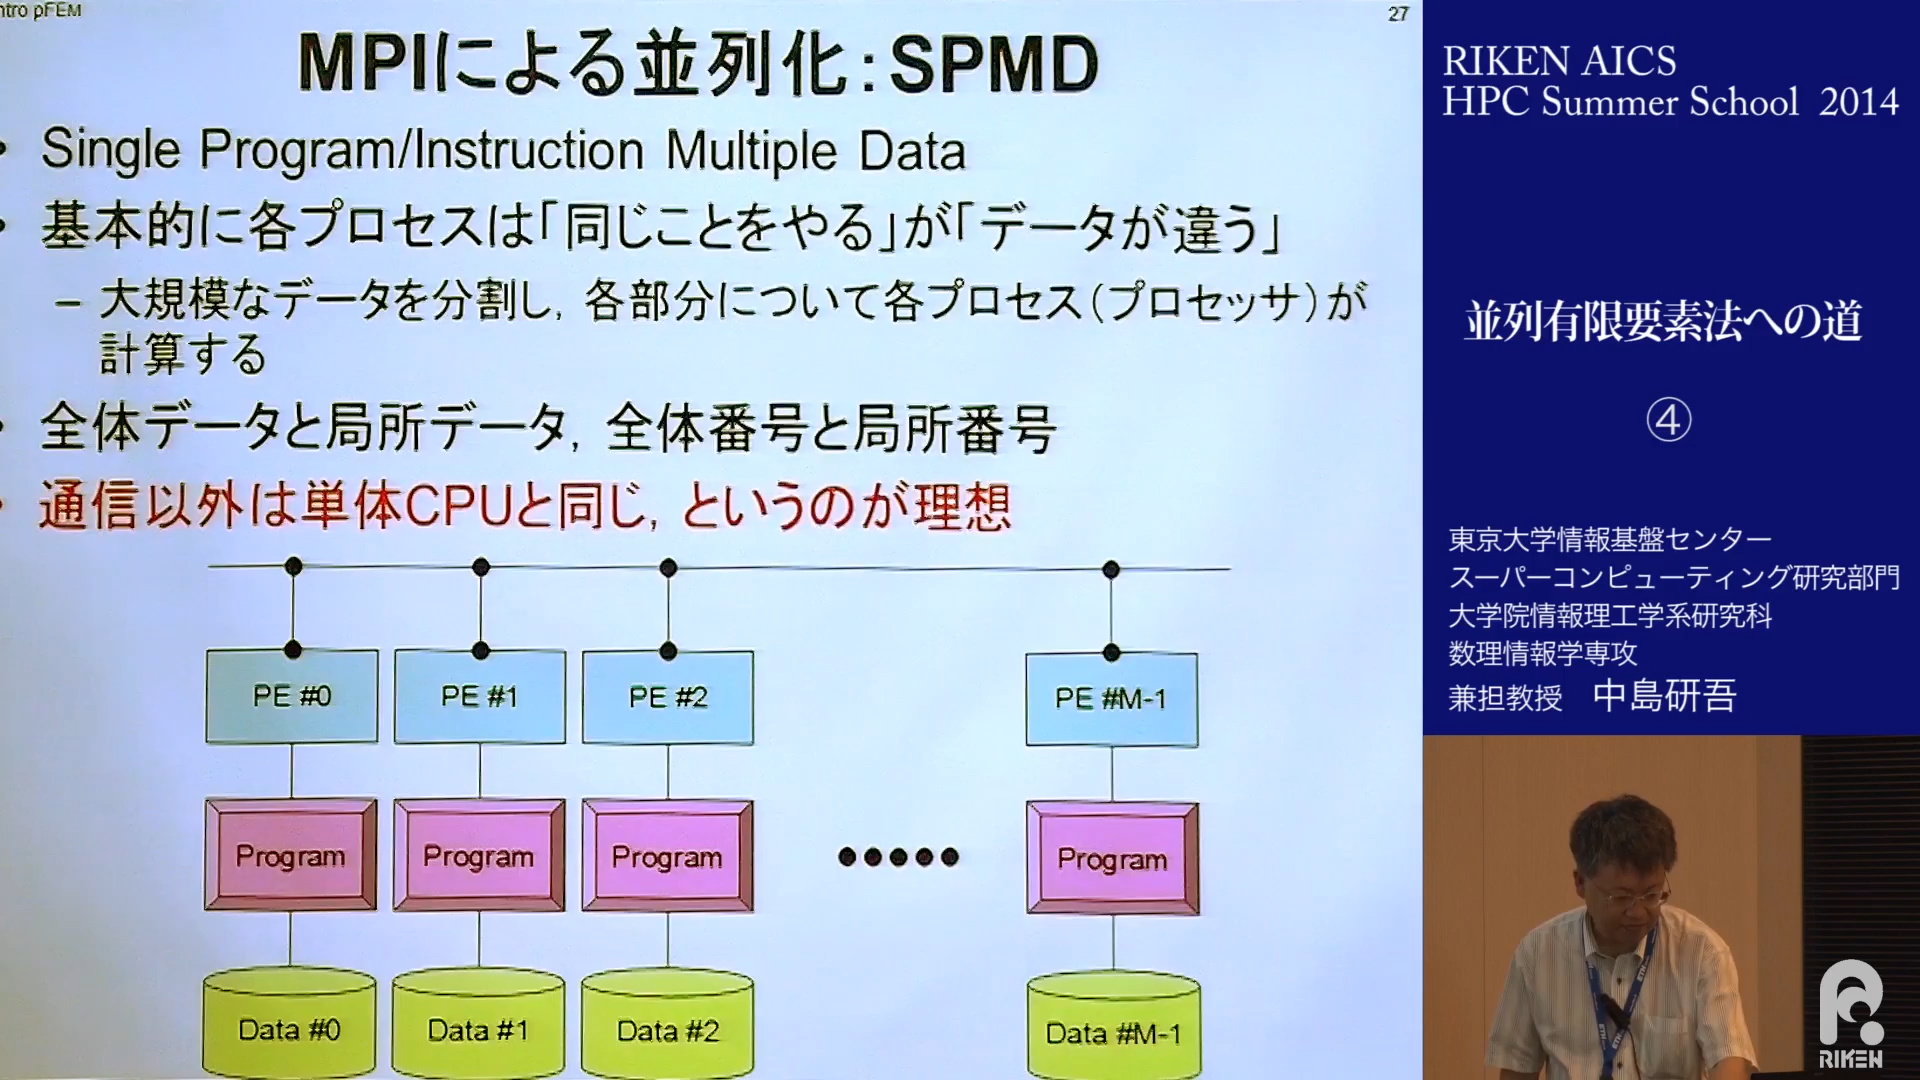 ntro pFEM
27
MPIによる並列化：SPMD
• Single Program/Instruction Multiple Data
• 基本的に各プロセスは「同じことをやる」が「データが違う」
– 大規模なデータを分割し，各部分について各プロセス（プロセッサ）が
計算する
• 全体データと局所データ，全体番号と局所番号
• 通信以外は単体CPUと同じ，というのが理想
PE #0
PE #1
PE #2
PE #M-1
Program
Program
Program
Program
Data #0
Data #1
Data #2
Data #M-1
RIKEN AICS
HPC Summer School 2014
並列有限要素法への道
④
東京大学情報基盤センター
スーパーコンピューティング研究部門
大学院情報理工学系研究科
数理情報学専攻
兼担教授　中島研吾
RIKEN